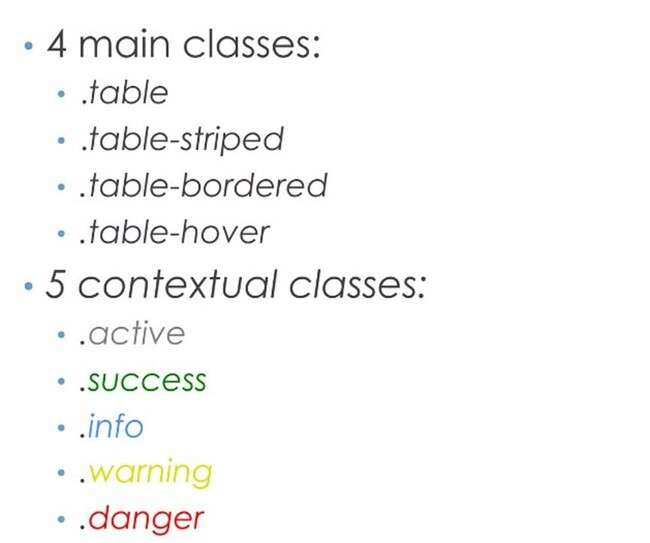 • 4 main classes:
• .table
• .table-striped
• .table-bordered
• .table-hover
• 5 contextual classes:
• .active
• .success
• .info
• .warning
• .danger